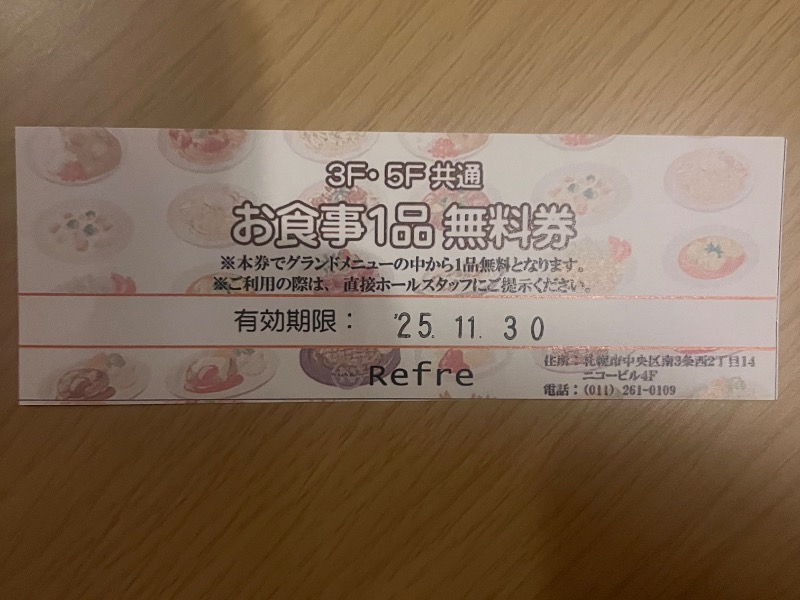 3F・5F 共通
お食事1品 無料券
※本券でグランドメニューの中から1品無料となります。
※ご利用の際は、直接ホールスタッフにご提示ください。
有効期限： '25. 11. 30
Refre
住所：札幌市中央区南3条西2丁目14
ニコービル4F
電話：(011) 261-0109